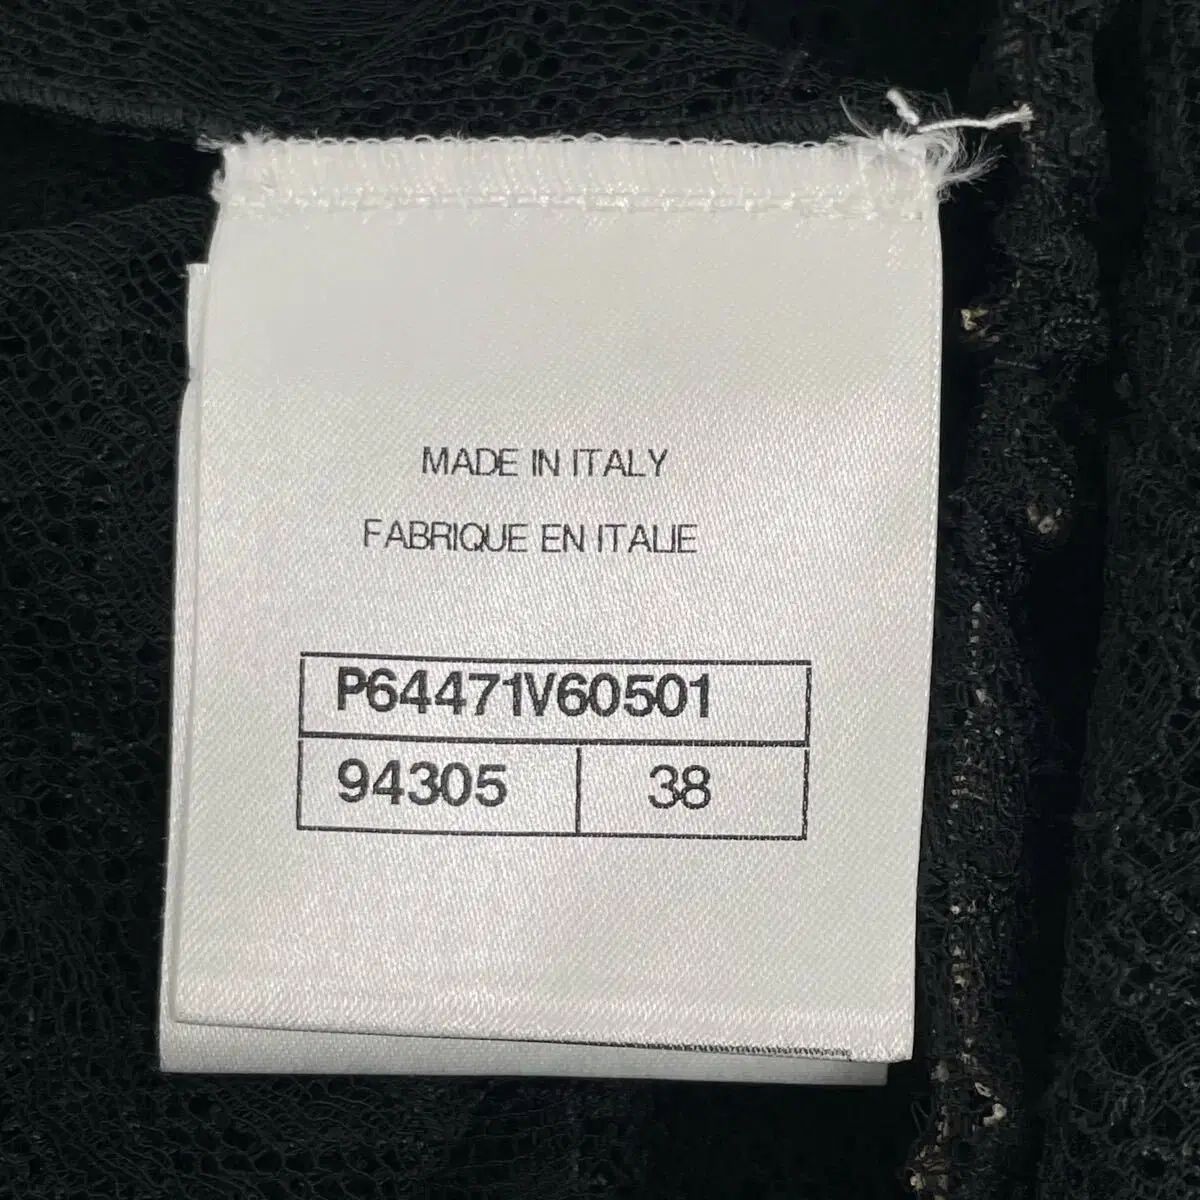 MADE IN ITALY
FABRIQUE EN ITALIE
P64471V60501
94305 38